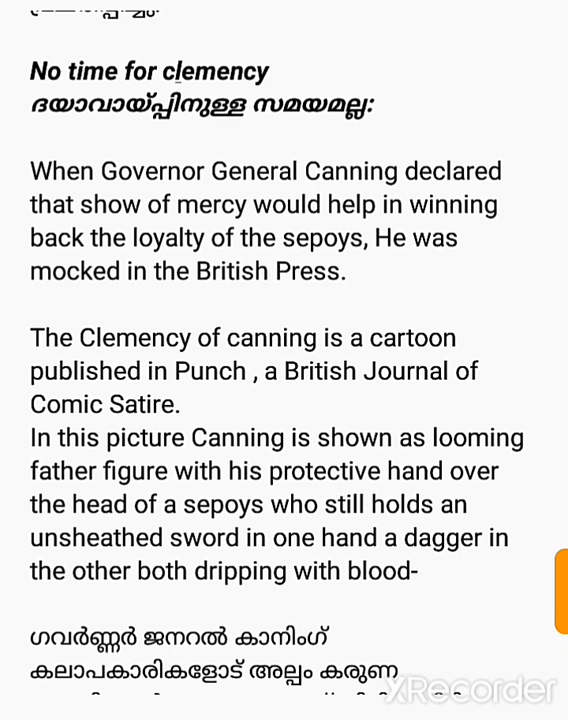 No time for clemency
ദയാവായ്പ്പിനുള്ള സമയമല്ല:
When Governor General Canning declared
that show of mercy would help in winning
back the loyalty of the sepoys, He was
mocked in the British Press.
The Clemency of canning is a cartoon
published in Punch , a British Journal of
Comic Satire.
In this picture Canning is shown as looming
father figure with his protective hand over
the head of a sepoys who still holds an
unsheathed sword in one hand a dagger in
the other both dripping with blood-
ഗവർണ്ണർ ജനറൽ കാനിംഗ്
കലാപകാരികളോട് അല്പം കരുണ
XRecorder